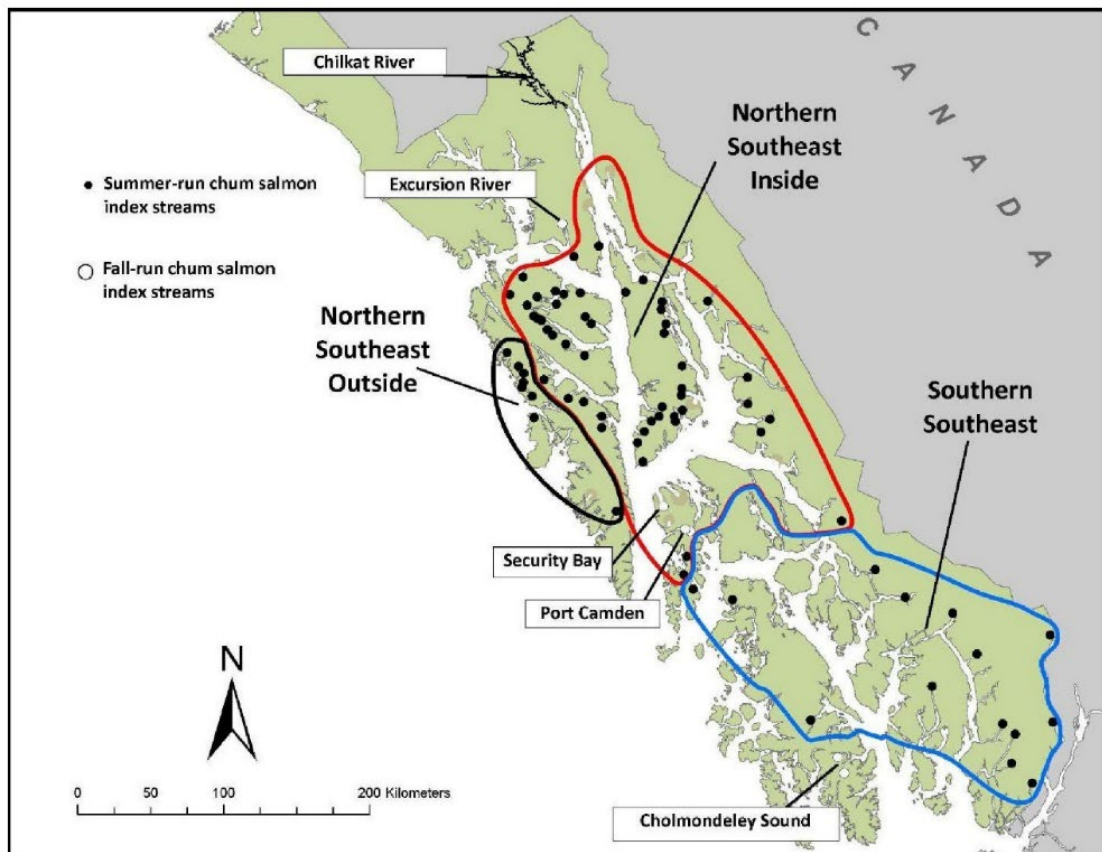 CANADA
Chilkat River
Northern
Southeast
Inside
Summer-run chum salmon
index streams
Excursion River
Fall-run chum salmon
index streams
Northern
Southeast
Outside
Southern
Southeast
Security Bay
Port Camden
N
0 50 100 200 Kilometers
Cholmondeley Sound